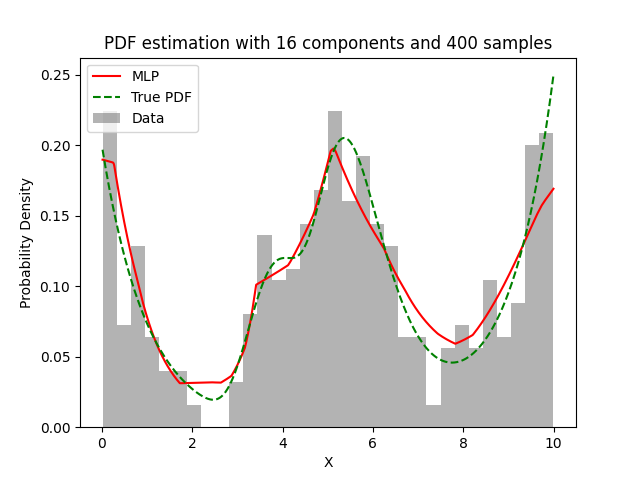 PDF estimation with 16 components and 400 samples
MLP
True PDF
Data
0.25
0.20
0.15
0.10
0.05
0.00
Probability Density
0
2
4
6
8
10
X